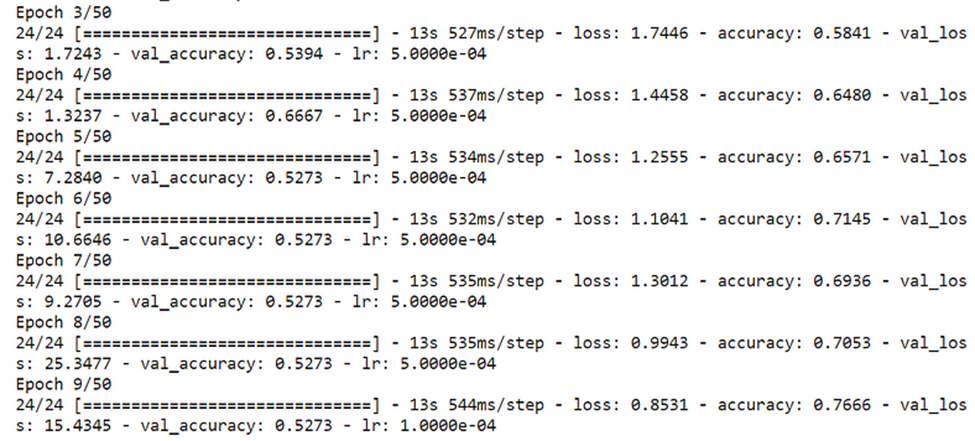 Epoch 3/50
24/24 [==============================] - 13s 527ms/step - loss: 1.7446 - accuracy: 0.5841 - val_los
s: 1.7243 - val_accuracy: 0.5394 - lr: 5.0000e-04
Epoch 4/50
24/24 [==============================] - 13s 537ms/step - loss: 1.4458 - accuracy: 0.6480 - val_los
s: 1.3237 - val_accuracy: 0.6667 - lr: 5.0000e-04
Epoch 5/50
24/24 [==============================] - 13s 534ms/step - loss: 1.2555 - accuracy: 0.6571 - val_los
s: 7.2840 - val_accuracy: 0.5273 - lr: 5.0000e-04
Epoch 6/50
24/24 [==============================] - 13s 532ms/step - loss: 1.1041 - accuracy: 0.7145 - val_los
s: 10.6646 - val_accuracy: 0.5273 - lr: 5.0000e-04
Epoch 7/50
24/24 [==============================] - 13s 535ms/step - loss: 1.3012 - accuracy: 0.6936 - val_los
s: 9.2705 - val_accuracy: 0.5273 - lr: 5.0000e-04
Epoch 8/50
24/24 [==============================] - 13s 535ms/step - loss: 0.9943 - accuracy: 0.7053 - val_los
s: 25.3477 - val_accuracy: 0.5273 - lr: 5.0000e-04
Epoch 9/50
24/24 [==============================] - 13s 544ms/step - loss: 0.8531 - accuracy: 0.7666 - val_los
s: 15.4345 - val_accuracy: 0.5273 - lr: 1.0000e-04